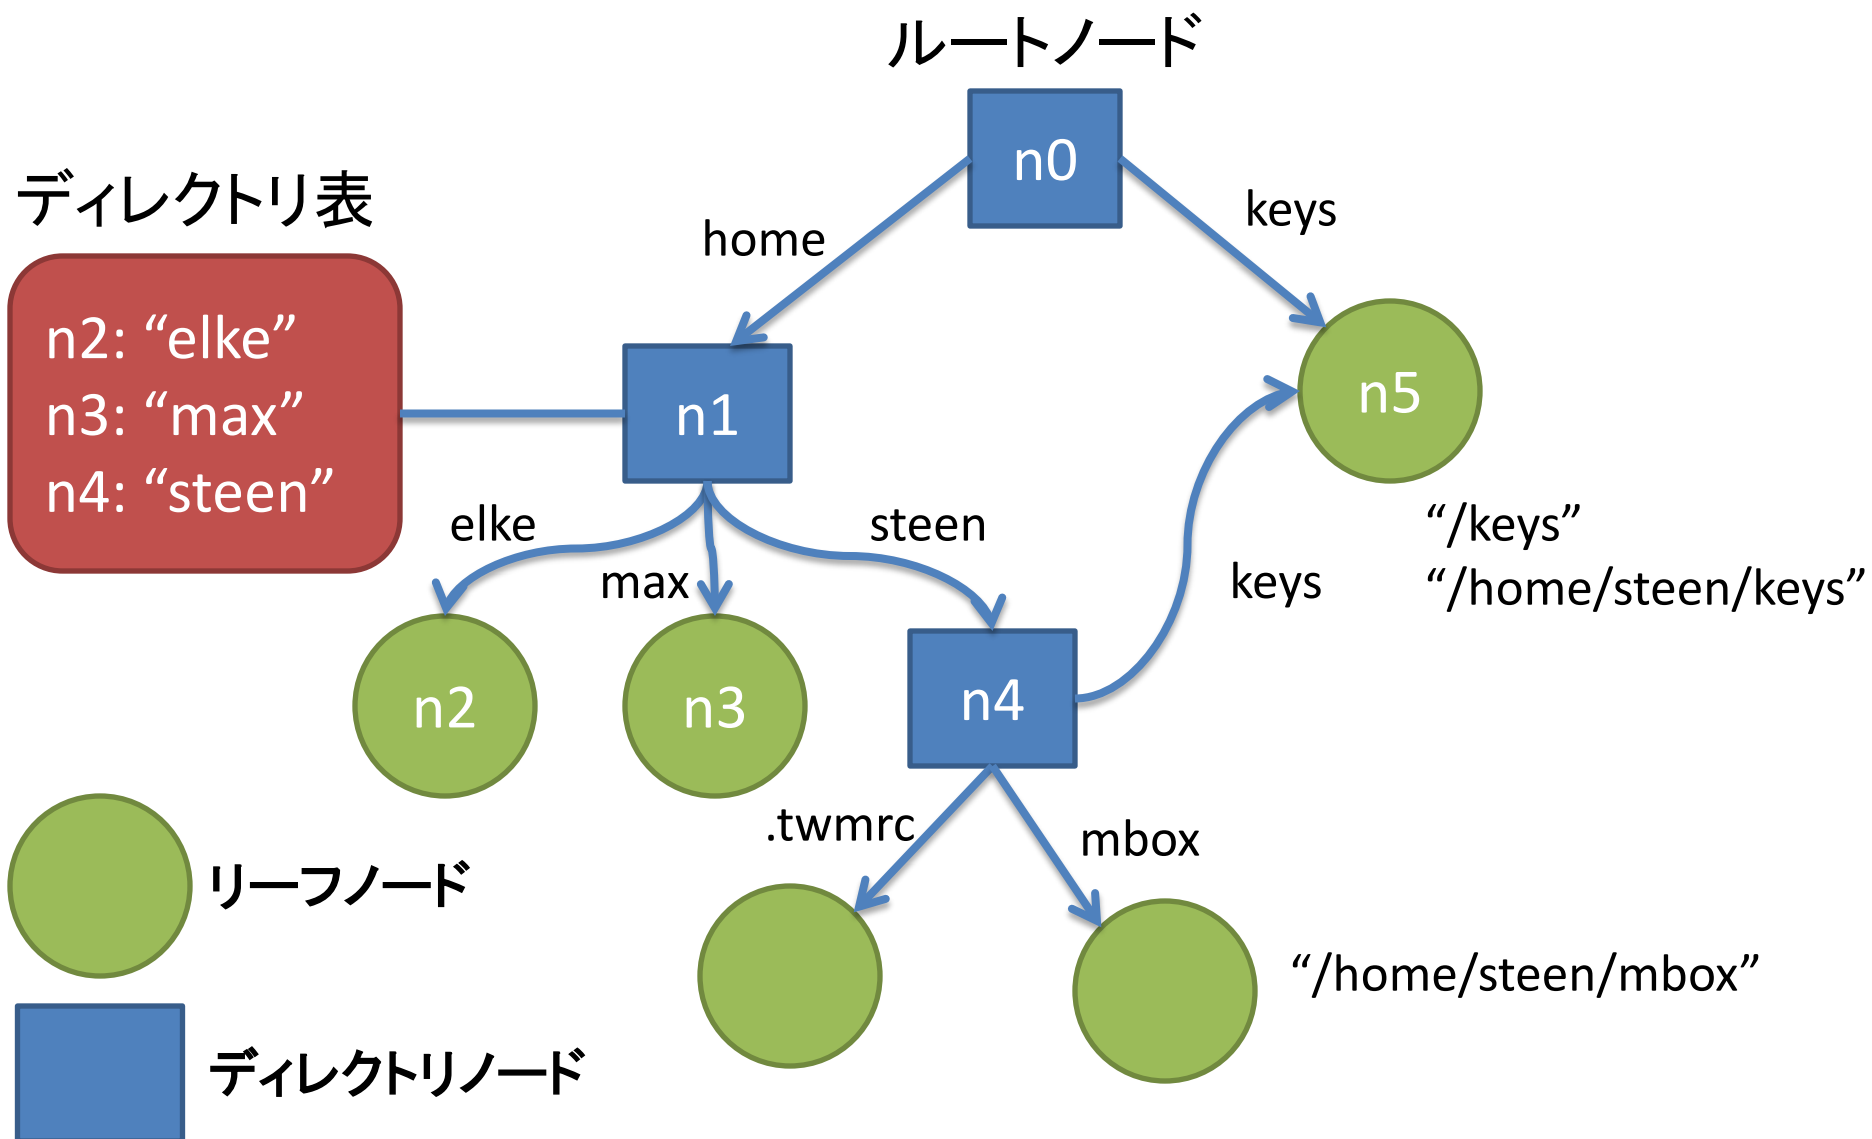 ルートノード
n0
ディレクトリ表
home
keys
n2: “elke”
n3: “max”
n4: “steen”
n1
n5
elke
steen
max
keys
“/keys”
“/home/steen/keys”
n2
n3
n4
.twmrc
mbox
リーフノード
“/home/steen/mbox”
ディレクトリノード